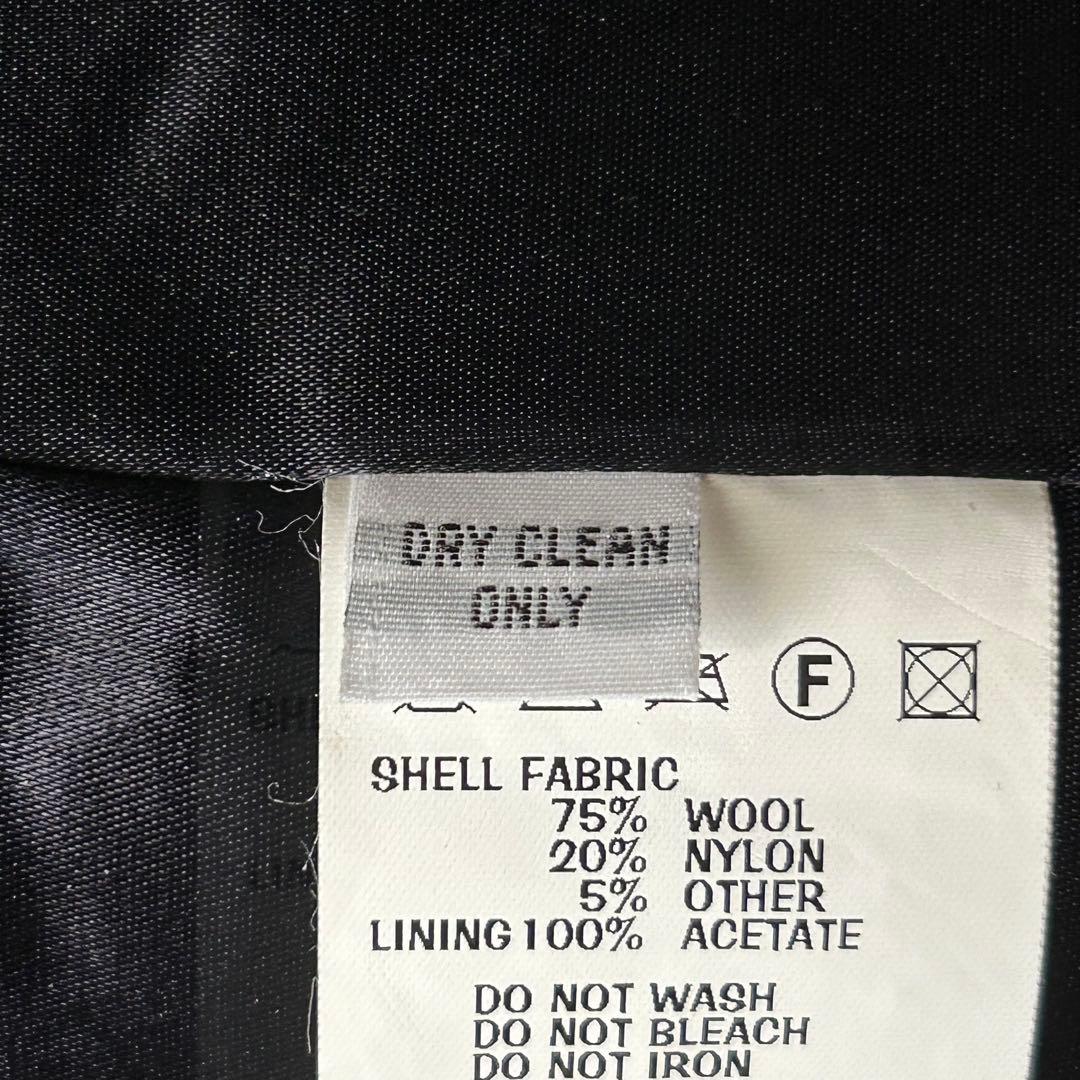 DRY CLEAN
ONLY
F
SHELL FABRIC
75% WOOL
20% NYLON
5% OTHER
LINING 100% ACETATE
DO NOT WASH
DO NOT BLEACH
DO NOT IRON